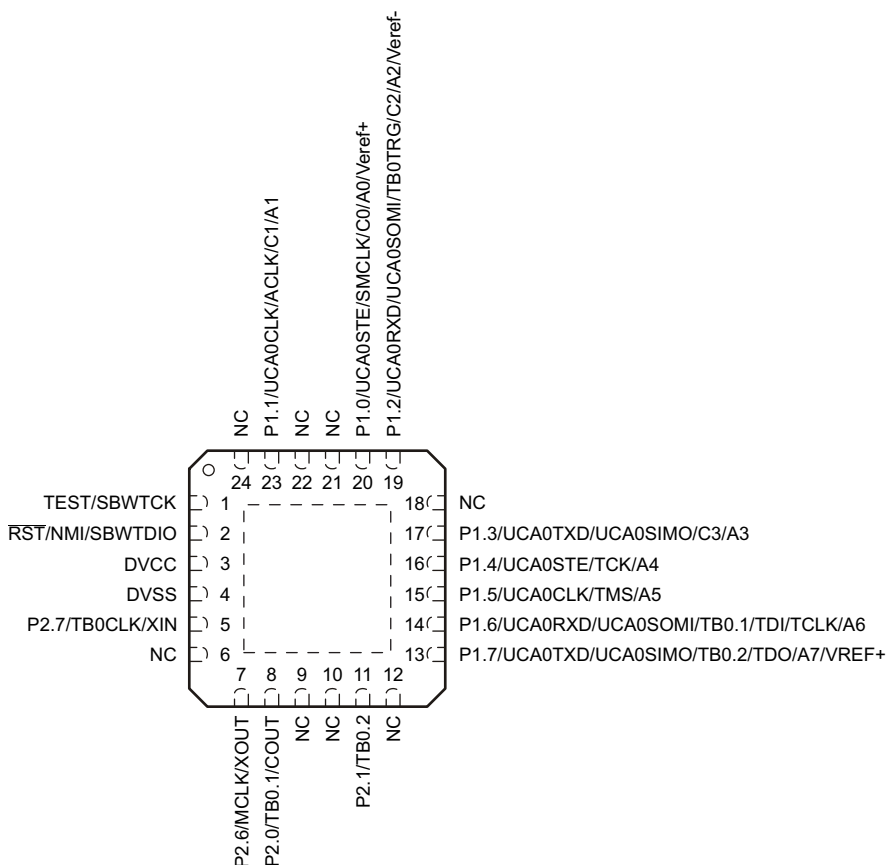 P1.1/UCA0CLK/ACLK/C1/A1
P1.0/UCA0STE/SMCLK/C0/A0/Veref+
P1.2/UCA0RXD/UCA0SOMI/TB0TRG/C2/A2/Veref-
NC
NC
NC
24
23
22
21
20
19
TEST/SBWTCK
1
18
NC
RST/NMI/SBWTDIO
2
17
P1.3/UCA0TXD/UCA0SIMO/C3/A3
DVCC
3
16
P1.4/UCA0STE/TCK/A4
DVSS
4
15
P1.5/UCA0CLK/TMS/A5
P2.7/TB0CLK/XIN
5
14
P1.6/UCA0RXD/UCA0SOMI/TB0.1/TDI/TCLK/A6
NC
6
13
P1.7/UCA0TXD/UCA0SIMO/TB0.2/TDO/A7/VREF+
7
8
9
10
11
12
P2.6/MCLK/XOUT
P2.0/TB0.1/COUT
NC
NC
P2.1/TB0.2
NC